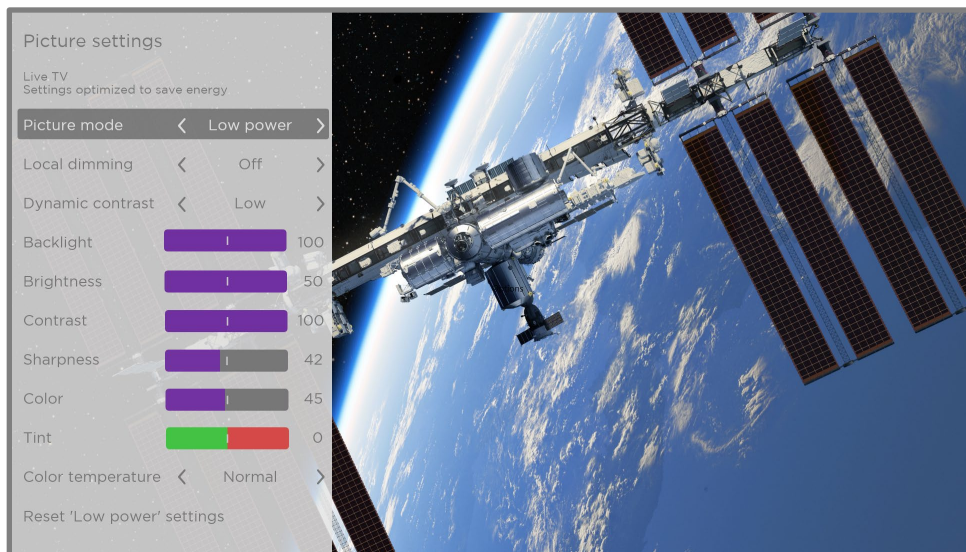 Picture settings
Live TV
Settings optimized to save energy
Picture mode < Low power >
Local dimming < Off >
Dynamic contrast < Low >
Backlight 100
Brightness 50
Contrast 100
Sharpness 42
Color 45
Tint 0
Color temperature < Normal >
Reset 'Low power' settings